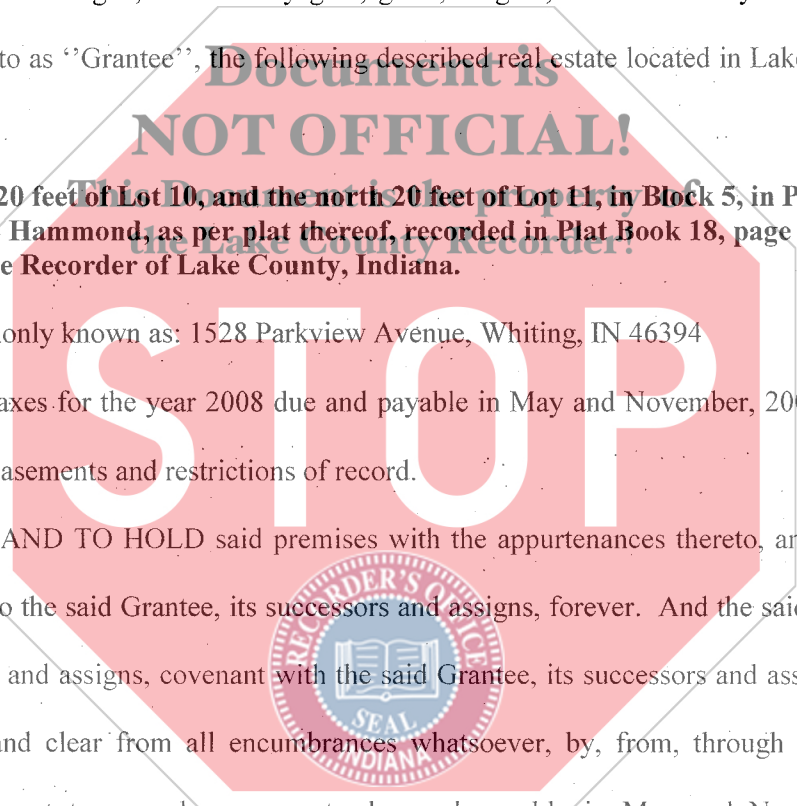 to as ‘’Grantee’’, the following described real estate located in Lake
Document is
NOT OFFICIAL!
This Document is the property of
the Lake County Recorder!
20 feet of Lot 10, and the north 20 feet of Lot 11, in Block 5, in P
Hammond, as per plat thereof, recorded in Plat Book 18, page
e Recorder of Lake County, Indiana.
only known as: 1528 Parkview Avenue, Whiting, IN 46394
axes for the year 2008 due and payable in May and November, 200
asements and restrictions of record.
STOP
AND TO HOLD said premises with the appurtenances thereto, an
o the said Grantee, its successors and assigns, forever. And the said
and assigns, covenant with the said Grantee, its successors and ass
and clear from all encumbrances whatsoever, by, from, through
RECORDER'S OFFICE
SEAL
INDIANA